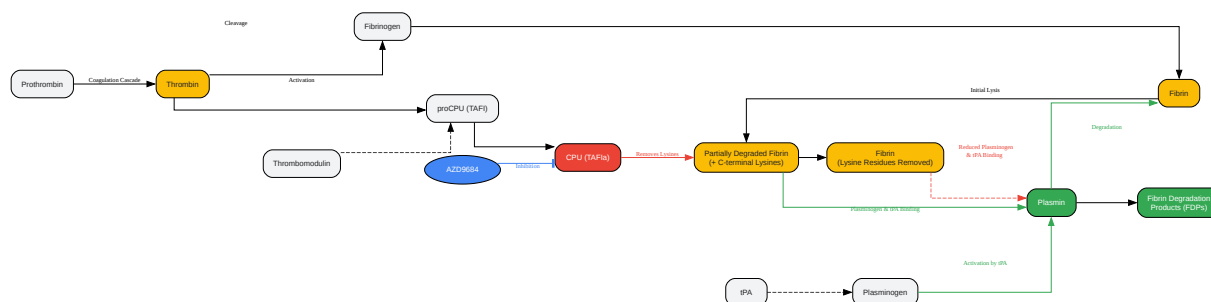 Cleavage
Fibrinogen
Prothrombin
Coagulation Cascade
Thrombin
Activation
Fibrin
Initial Lysis
proCPU (TAFI)
Degradation
Thrombomodulin
AZD9684
Inhibition
CPU (TAFIa)
Removes Lysines
Partially Degraded Fibrin
(+ C-terminal Lysines)
Fibrin
(Lysine Residues Removed)
Reduced Plasminogen
& tPA Binding
Plasminogen & tPA Binding
Plasmin
Fibrin Degradation
Products (FDPs)
Activation by tPA
tPA
Plasminogen